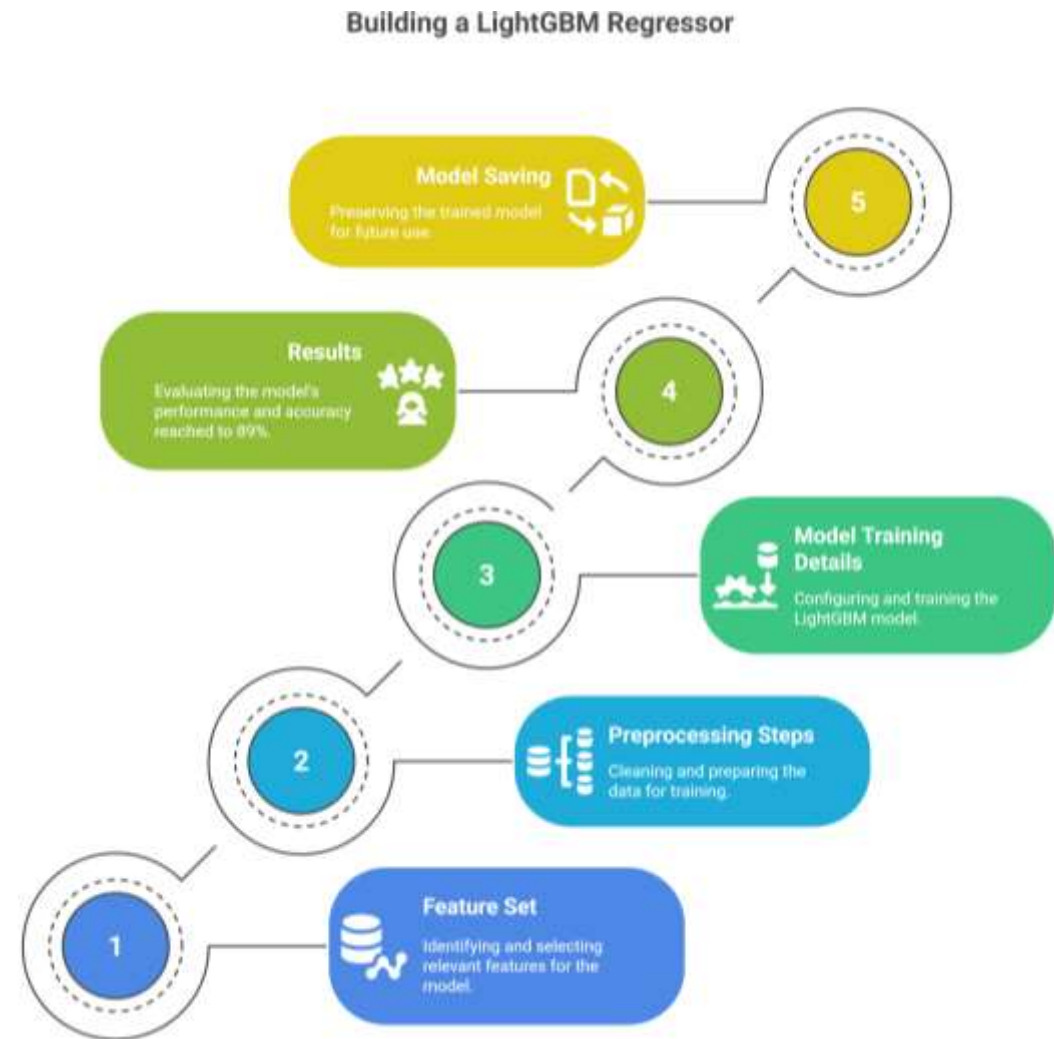 Building a LightGBM Regressor
5
Model Saving
Preserving the trained model
for future use.
4
Results
Evaluating the model's
performance and accuracy
reached to 89%.
3
Model Training
Details
Configuring and training the
LightGBM model.
2
Preprocessing Steps
Cleaning and preparing the
data for training.
1
Feature Set
Identifying and selecting
relevant features for the
model.